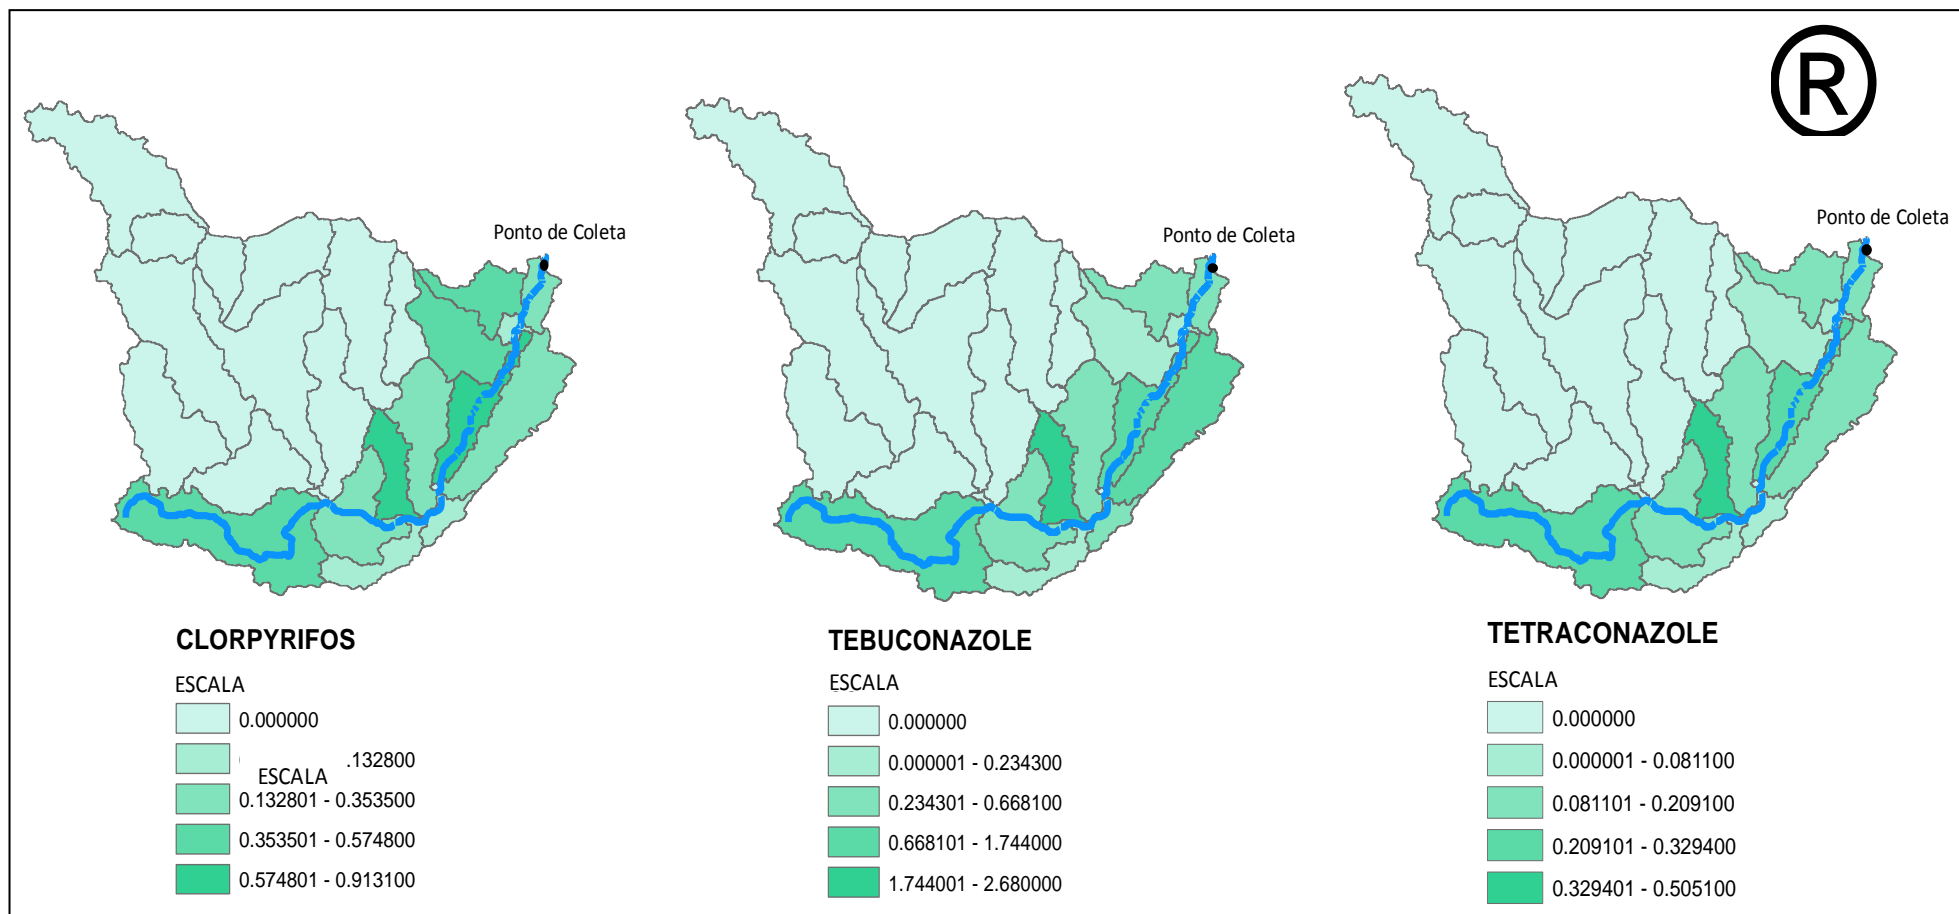 ®
Ponto de Coleta
Ponto de Coleta
Ponto de Coleta
CLORPYRIFOS
ESCALA
0.000000
.132800
ESCALA
0.132801 - 0.353500
0.353501 - 0.574800
0.574801 - 0.913100
TEBUCONAZOLE
ESCALA
0.000000
0.000001 - 0.234300
0.234301 - 0.668100
0.668101 - 1.744000
1.744001 - 2.680000
TETRACONAZOLE
ESCALA
0.000000
0.000001 - 0.081100
0.081101 - 0.209100
0.209101 - 0.329400
0.329401 - 0.505100